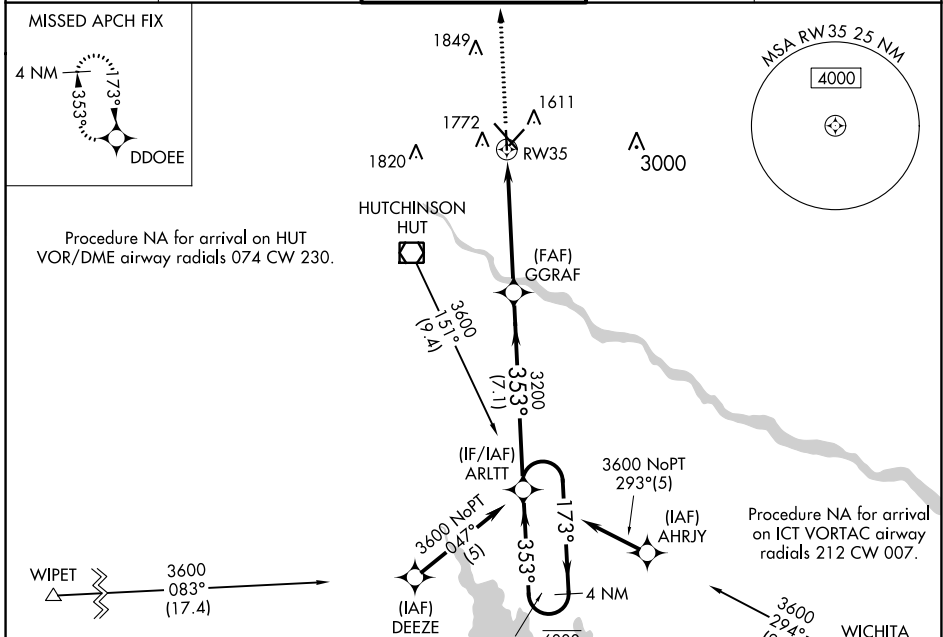 MISSED APCH FIX
4 NM
353°
173°
DDOEE
1849
1772
1611
1820
RW35
3000
MSA RW35 25 NM
4000
HUTCHINSON
HUT
Procedure NA for arrival on HUT
VOR/DME airway radials 074 CW 230.
(FAF)
GGRAF
3600
151°
(9.4)
3200
353°
(7.1)
(IF/IAF)
ARLTT
3600 NoPT
293°(5)
3600 NoPT
047°
(5)
173°
353°
(IAF)
AHRJY
Procedure NA for arrival
on ICT VORTAC airway
radials 212 CW 007.
WIPET
3600
083°
(17.4)
(IAF)
DEEZE
4 NM
3600
294°
WICHITA